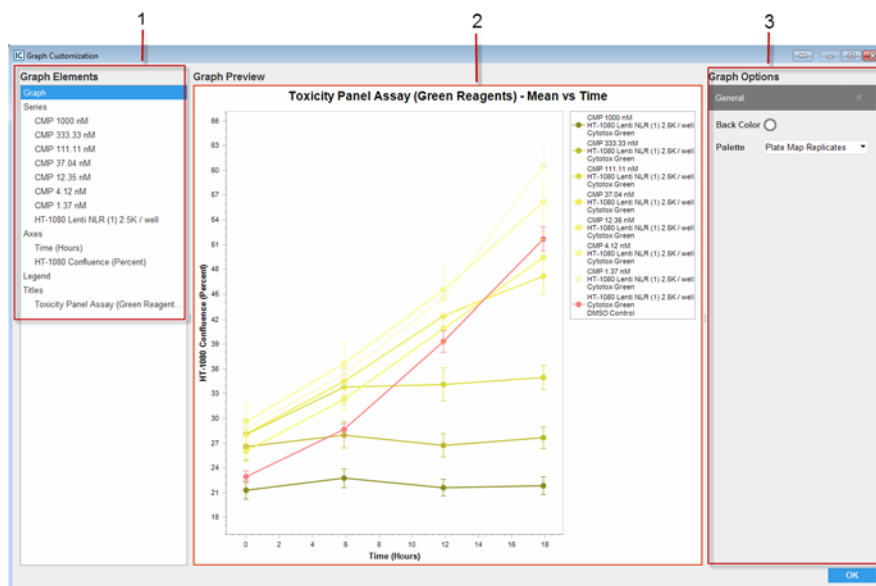 1
2
3
IC Graph Customization
Graph Elements
Graph
Series
CMP 1000 nM
CMP 333.33 nM
CMP 111.11 nM
CMP 37.04 nM
CMP 12.35 nM
CMP 4.12 nM
CMP 1.37 nM
HT-1080 Lenti NLR (1) 2.5K / well
Axes
Time (Hours)
HT-1080 Confluence (Percent)
Legend
Titles
Toxicity Panel Assay (Green Reagent...
Graph Preview
Toxicity Panel Assay (Green Reagents) - Mean vs Time
HT-1080 Confluence (Percent)
66
63
60
57
54
51
48
45
42
39
36
33
30
27
24
21
18
0
2
4
6
8
10
12
14
16
18
Time (Hours)
CMP 1000 nM
HT-1080 Lenti NLR (1) 2.5K / well
Cytotox Green
CMP 333.33 nM
HT-1080 Lenti NLR (1) 2.5K / well
Cytotox Green
CMP 111.11 nM
HT-1080 Lenti NLR (1) 2.5K / well
Cytotox Green
CMP 37.04 nM
HT-1080 Lenti NLR (1) 2.5K / well
Cytotox Green
CMP 12.35 nM
HT-1080 Lenti NLR (1) 2.5K / well
Cytotox Green
CMP 4.12 nM
HT-1080 Lenti NLR (1) 2.5K / well
Cytotox Green
CMP 1.37 nM
HT-1080 Lenti NLR (1) 2.5K / well
Cytotox Green
HT-1080 Lenti NLR (1) 2.5K / well
Cytotox Green
DMSO Control
Graph Options
General
Back Color
Palette Plate Map Replicates
OK